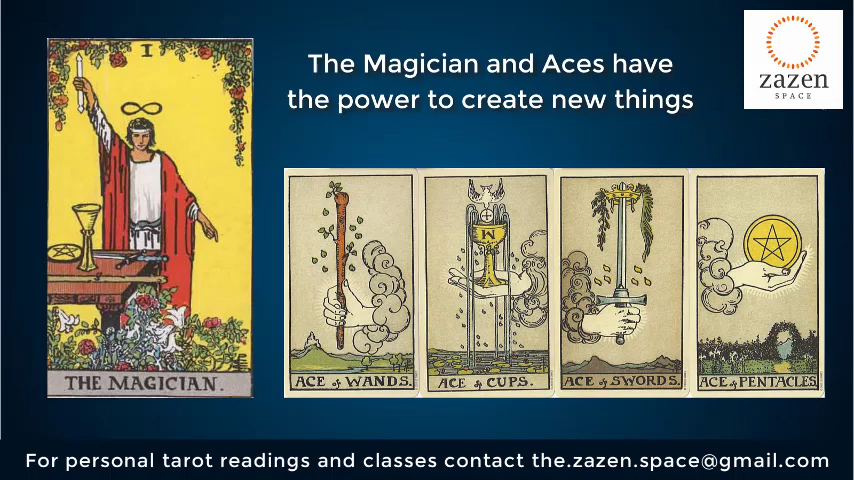 I
THE MAGICIAN.
The Magician and Aces have
the power to create new things
zazen
SPACE
ACE of WANDS.
ACE of CUPS.
ACE of SWORDS.
ACE of PENTACLES
For personal tarot readings and classes contact the.zazen.space@gmail.com